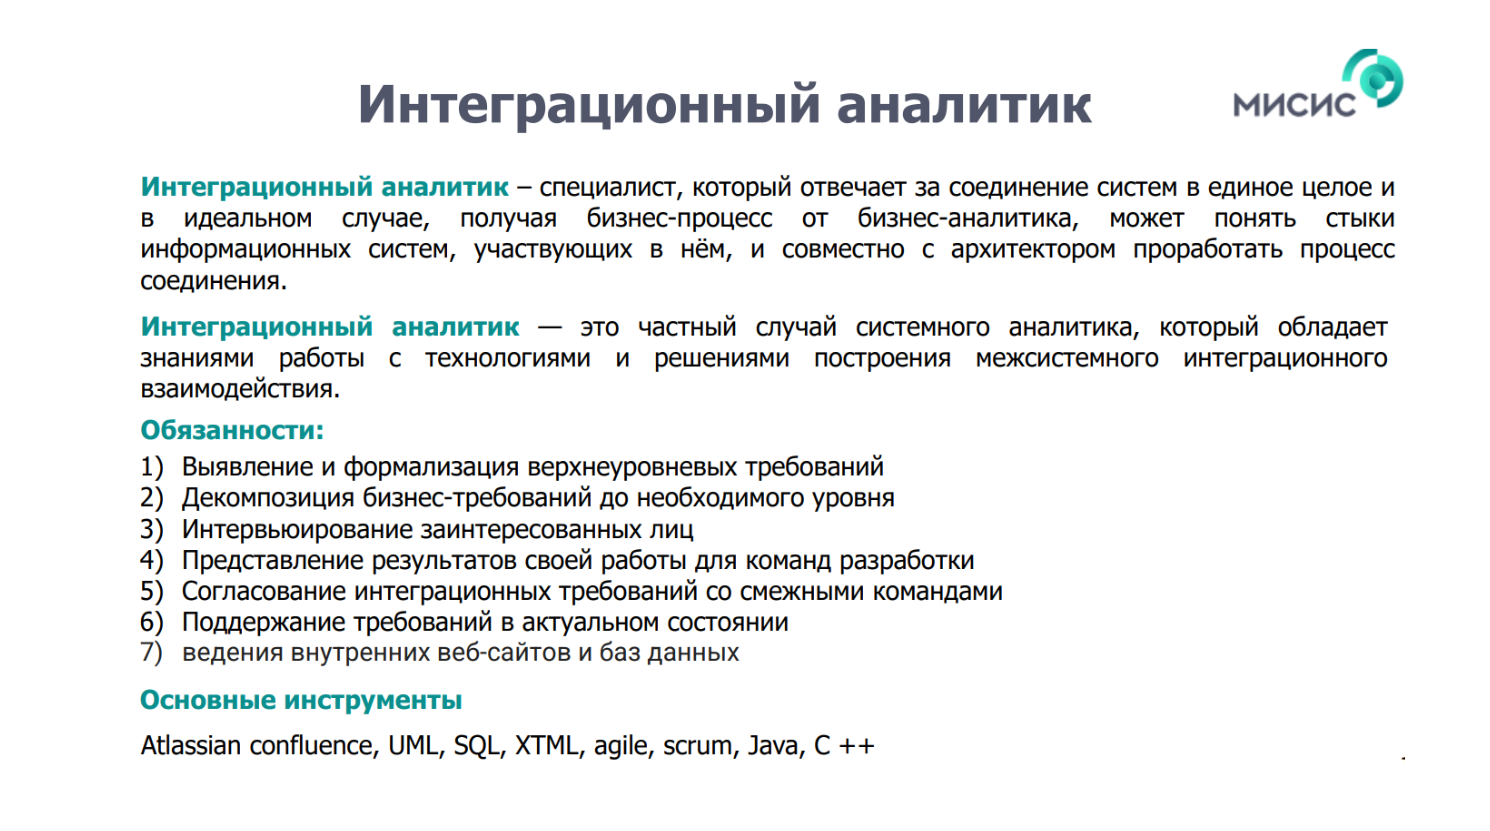 Интеграционный аналитик
мисис
Интеграционный аналитик – специалист, который отвечает за соединение систем в единое целое и
в идеальном случае, получая бизнес-процесс от бизнес-аналитика, может понять стыки
информационных систем, участвующих в нём, и совместно с архитектором проработать процесс
соединения.
Интеграционный аналитик — это частный случай системного аналитика, который обладает
знаниями работы с технологиями и решениями построения межсистемного интеграционного
взаимодействия.
Обязанности:
1) Выявление и формализация верхнеуровневых требований
2) Декомпозиция бизнес-требований до необходимого уровня
3) Интервьюирование заинтересованных лиц
4) Представление результатов своей работы для команд разработки
5) Согласование интеграционных требований со смежными командами
6) Поддержание требований в актуальном состоянии
7) ведения внутренних веб-сайтов и баз данных
Основные инструменты
Atlassian confluence, UML, SQL, XTML, agile, scrum, Java, C ++